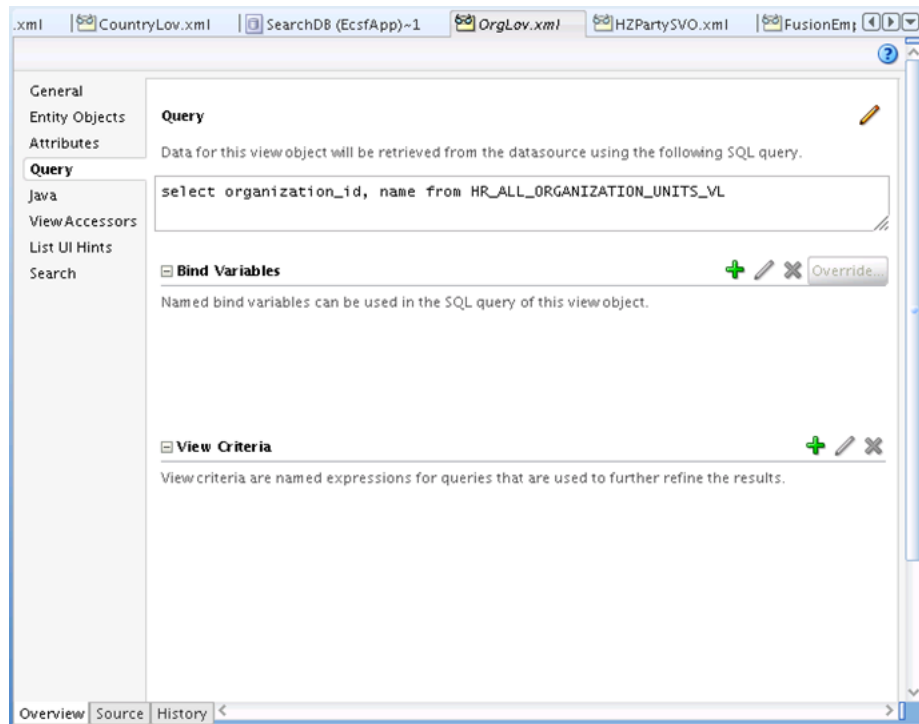 .xml CountryLov.xml SearchDB (EcsfApp)~1 OrgLov.xml HZPartySVO.xml FusionEmp
General
Entity Objects
Attributes
Query
Java
View Accessors
List UI Hints
Search
Query
Data for this view object will be retrieved from the datasource using the following SQL query.
select organization_id, name from HR_ALL_ORGANIZATION_UNITS_VL
Bind Variables
Override...
Named bind variables can be used in the SQL query of this view object.
View Criteria
View criteria are named expressions for queries that are used to further refine the results.
Overview Source History